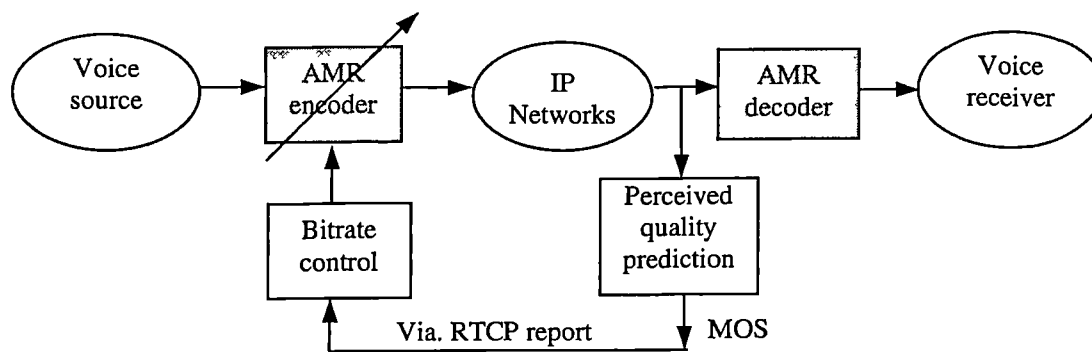 Voice
source
AMR
encoder
IP
Networks
AMR
decoder
Voice
receiver
Bitrate
control
Perceived
quality
prediction
Via. RTCP report
MOS